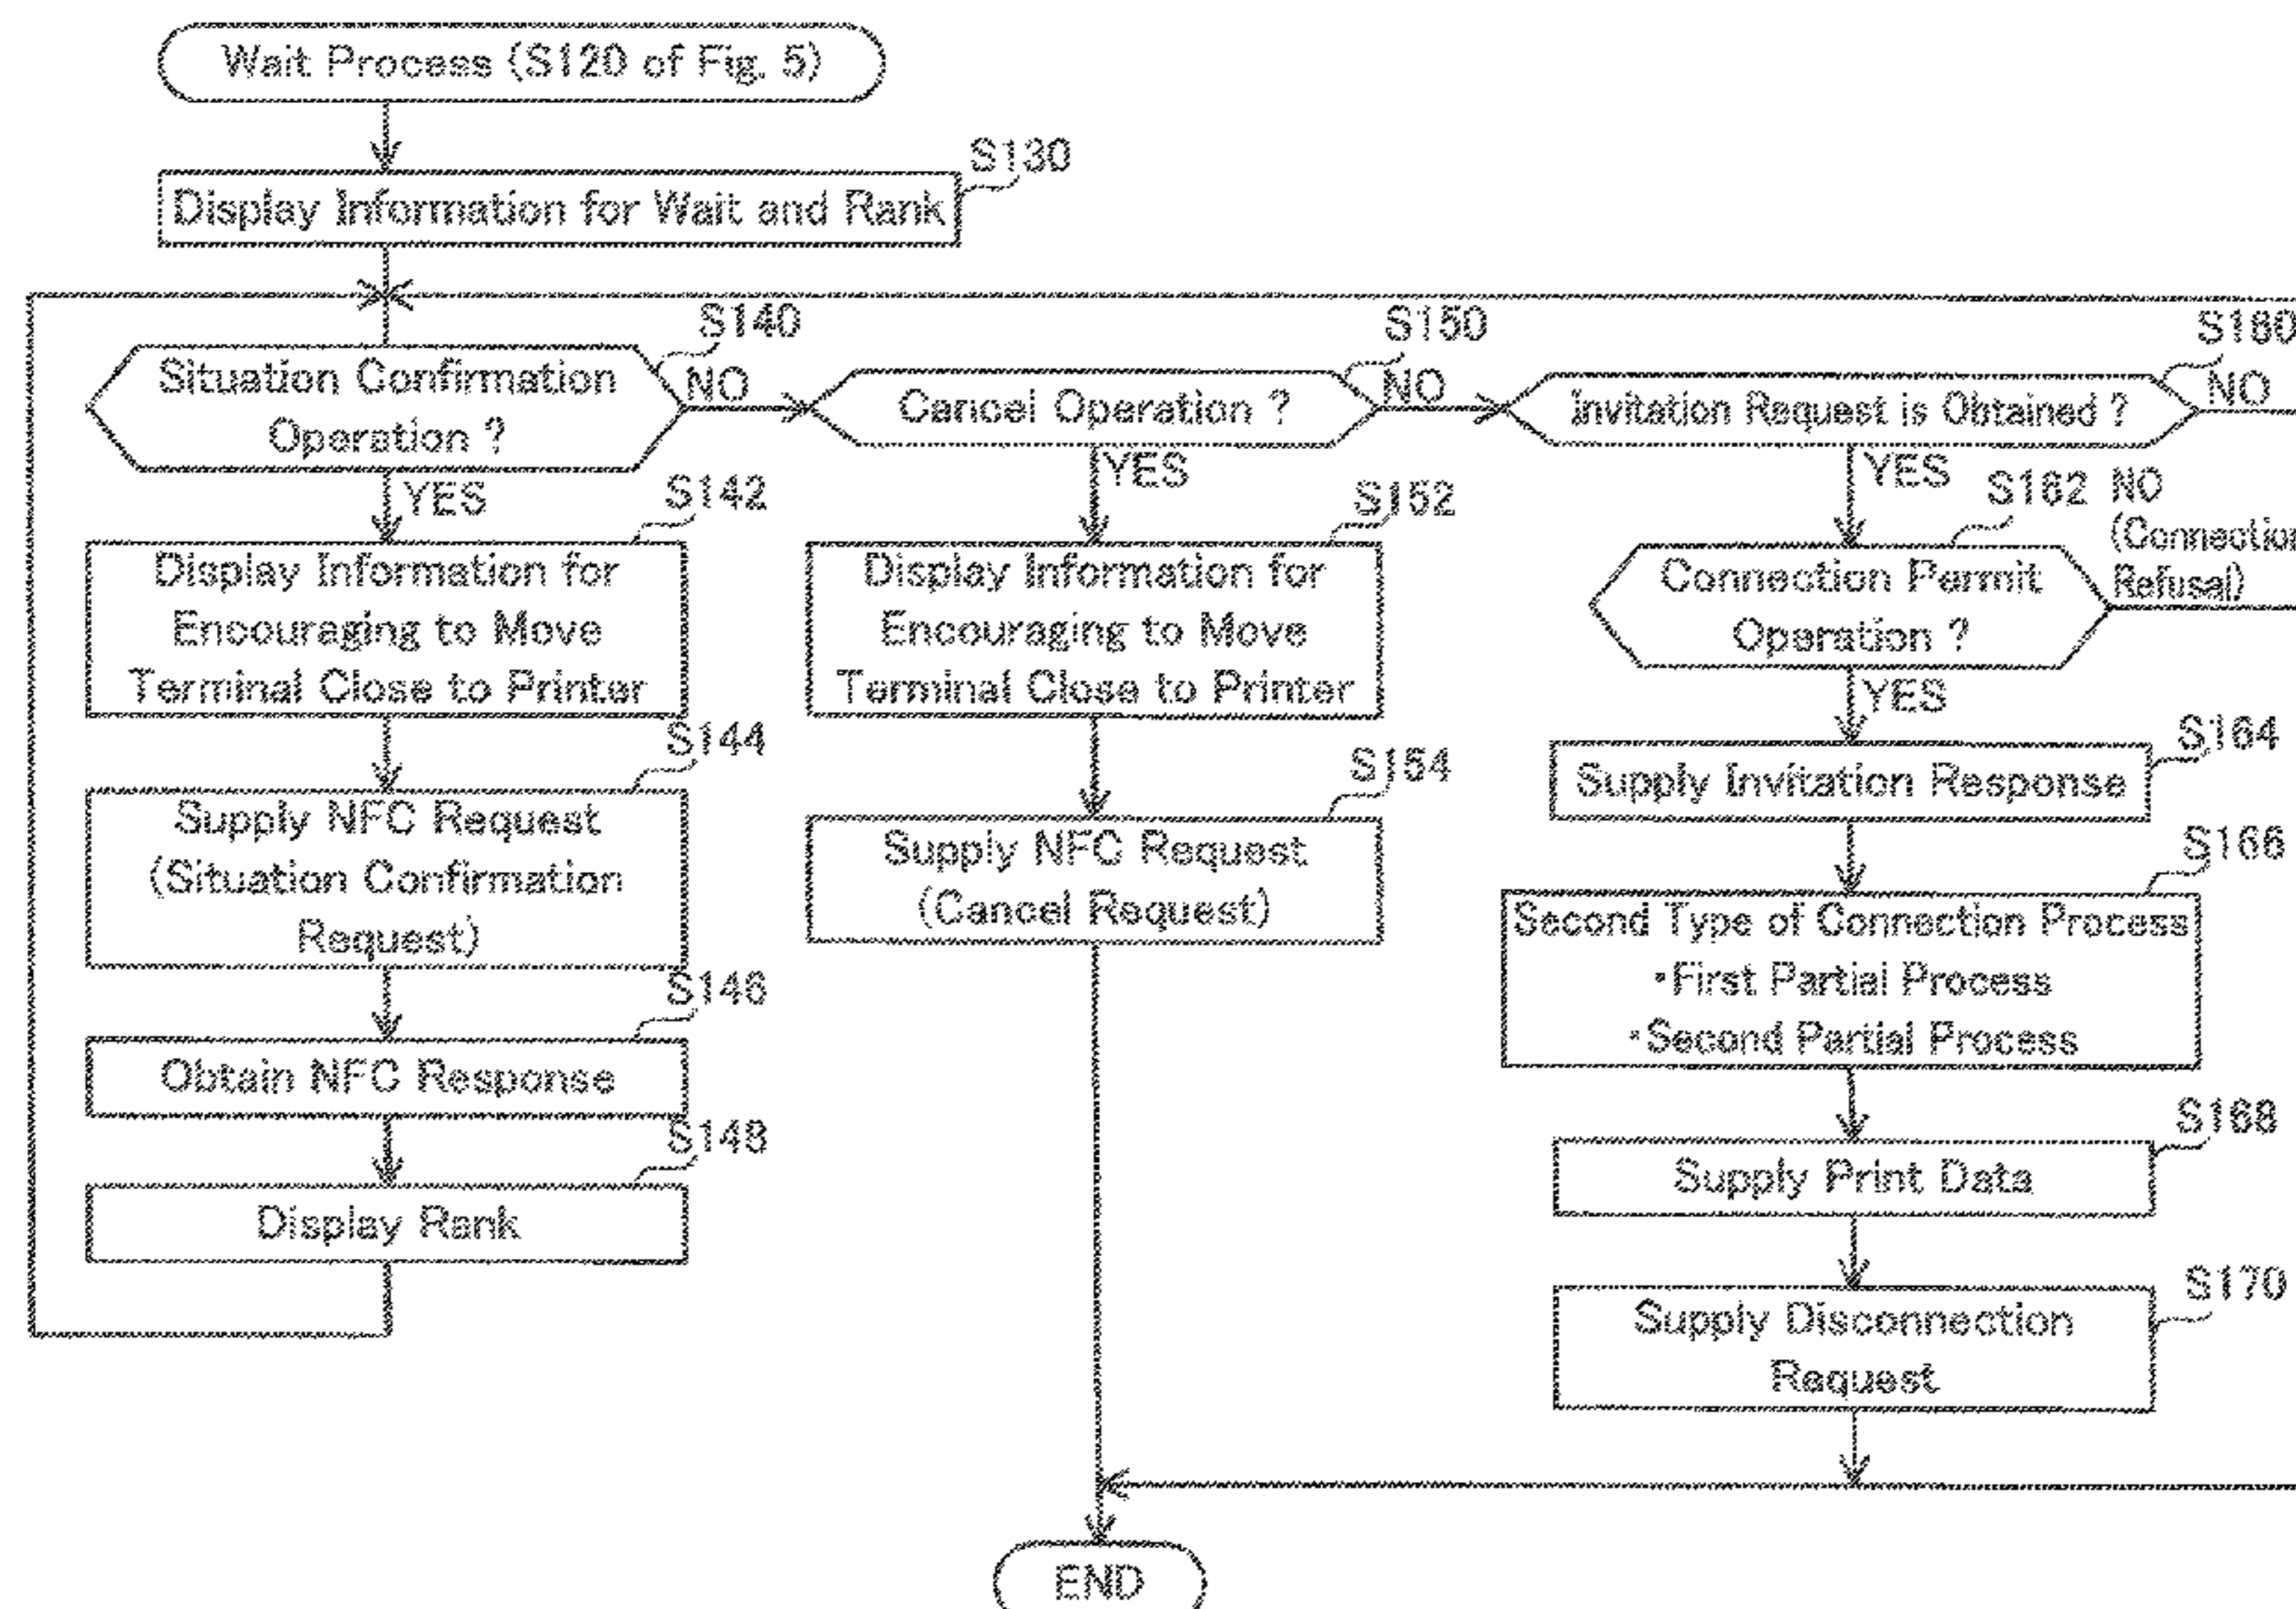 Wait Process (S120 of Fig. 5)
S130
Display Information for Wait and Rank
S140
Situation Confirmation
Operation ?
NO
YES
S142
Display Information for
Encouraging to Move
Terminal Close to Printer
S144
Supply NFC Request
(Situation Confirmation
Request)
S146
Obtain NFC Response
S148
Display Rank
S150
Cancel Operation ?
NO
YES
S152
Display Information for
Encouraging to Move
Terminal Close to Printer
S154
Supply NFC Request
(Cancel Request)
S160
Invitation Request is Obtained ?
NO
YES
S162
NO
(Connection
Refusal)
Connection Permit
Operation ?
YES
S164
Supply Invitation Response
S166
Second Type of Connection Process
・First Partial Process
・Second Partial Process
S168
Supply Print Data
S170
Supply Disconnection
Request
END